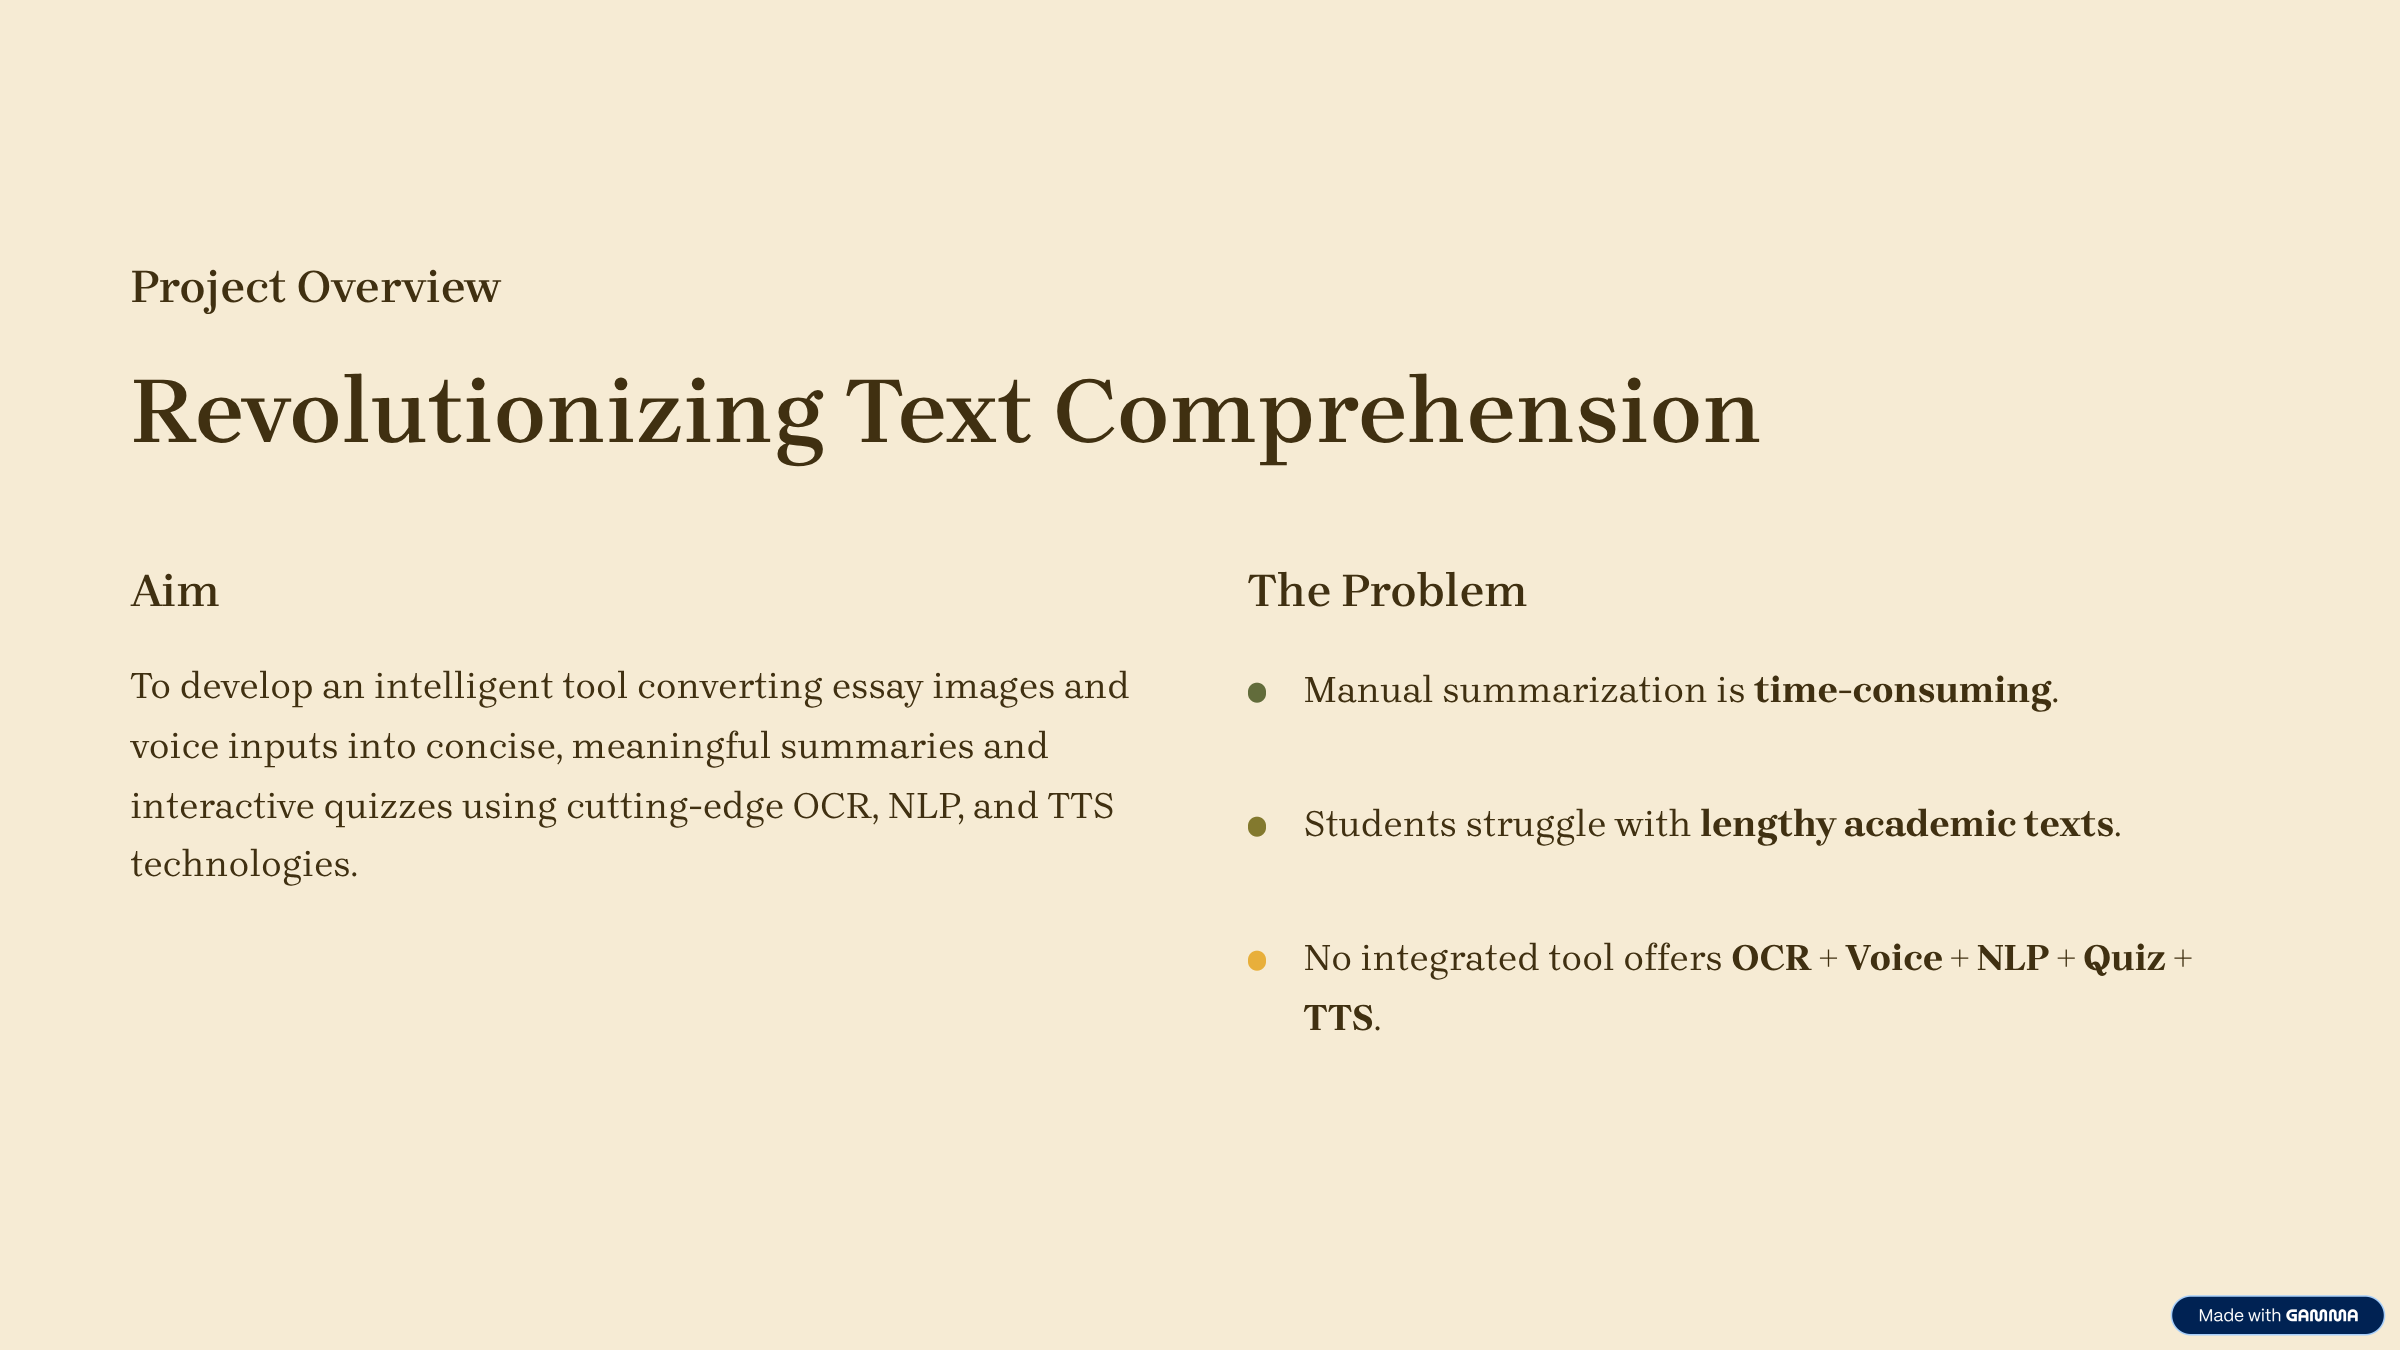 Project Overview
Revolutionizing Text Comprehension
Aim
To develop an intelligent tool converting essay images and
voice inputs into concise, meaningful summaries and
interactive quizzes using cutting-edge OCR, NLP, and TTS
technologies.
The Problem
Manual summarization is time-consuming.
Students struggle with lengthy academic texts.
No integrated tool offers OCR + Voice + NLP + Quiz +
TTS.
Made with GAMMA